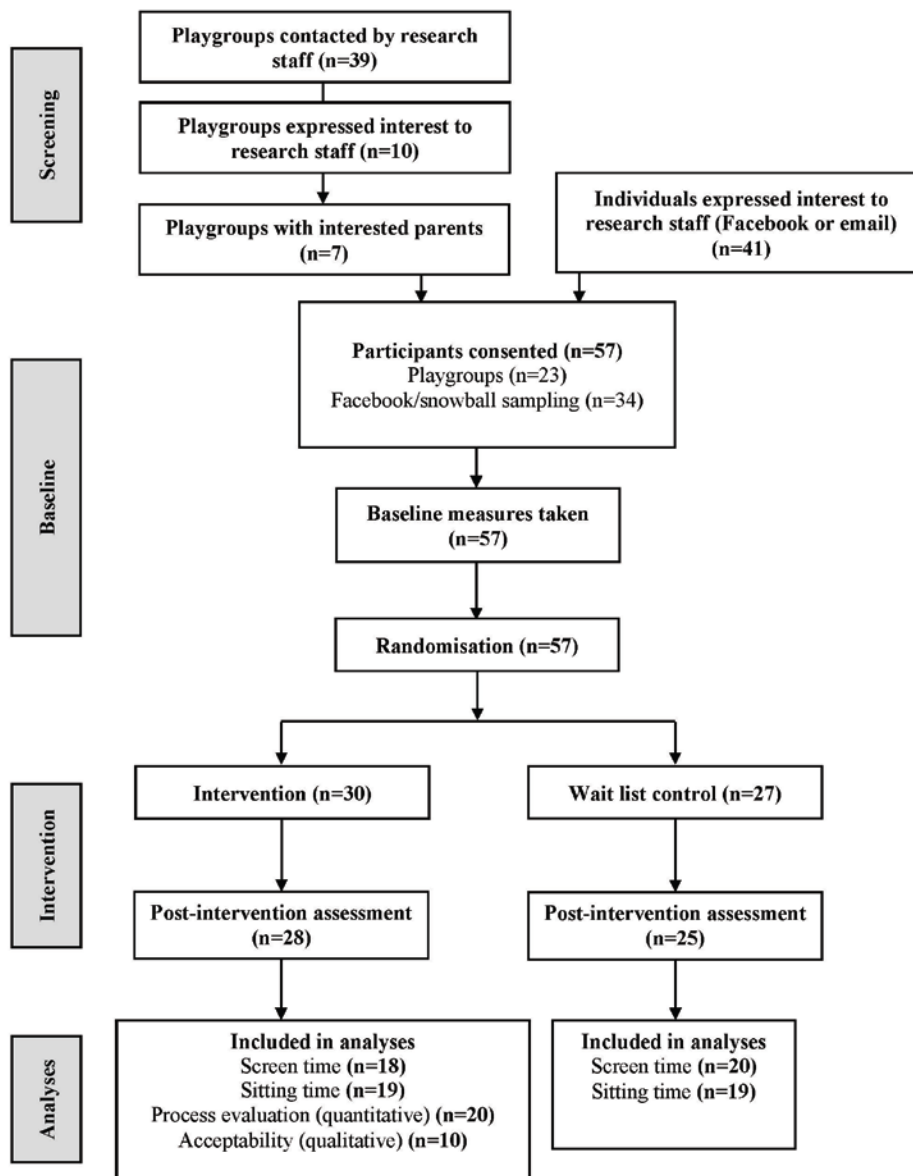 Screening
Playgroups contacted by research
staff (n=39)
Playgroups expressed interest to
research staff (n=10)
Playgroups with interested parents
(n=7)
Individuals expressed interest to
research staff (Facebook or email)
(n=41)
Baseline
Participants consented (n=57)
Playgroups (n=23)
Facebook/snowball sampling (n=34)
Baseline measures taken
(n=57)
Randomisation (n=57)
Intervention
Intervention (n=30)
Wait list control (n=27)
Post-intervention assessment
(n=28)
Post-intervention assessment
(n=25)
Analyses
Included in analyses
Screen time (n=18)
Sitting time (n=19)
Process evaluation (quantitative) (n=20)
Acceptability (qualitative) (n=10)
Included in analyses
Screen time (n=20)
Sitting time (n=19)